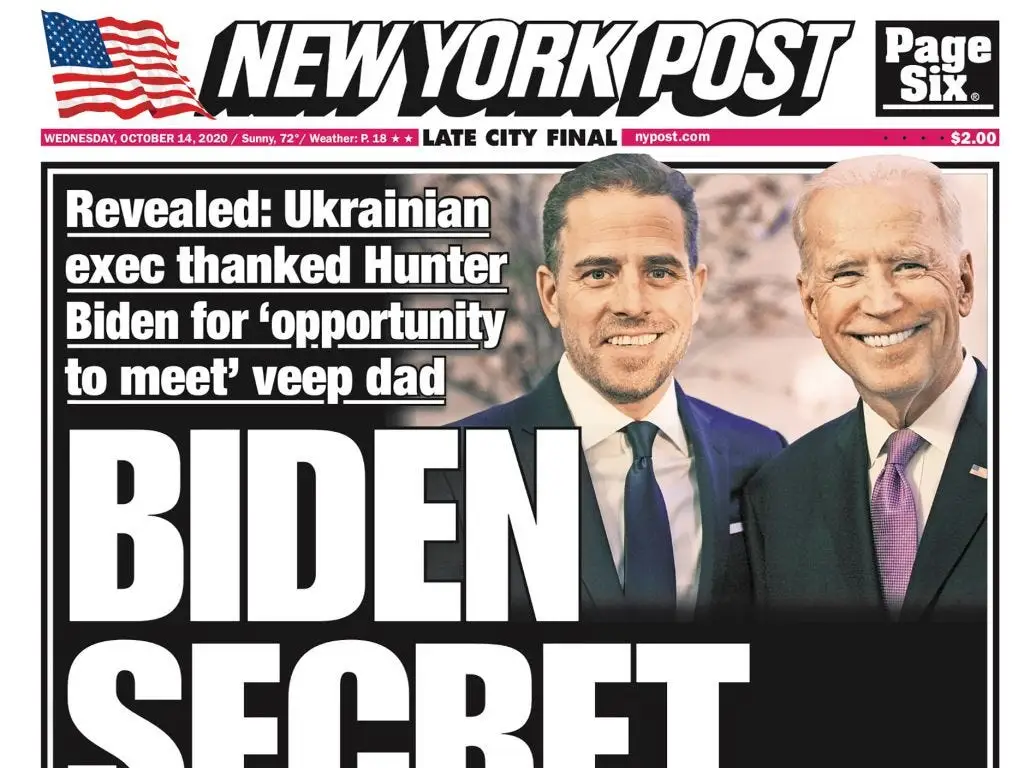 NEW YORK POST
Page
Six®
WEDNESDAY, OCTOBER 14, 2020 / Sunny, 72°/ Weather: P. 18 ★ ★
LATE CITY FINAL
nypost.com
$2.00
Revealed: Ukrainian
exec thanked Hunter
Biden for ‘opportunity
to meet’ veep dad
BIDEN
SECRET